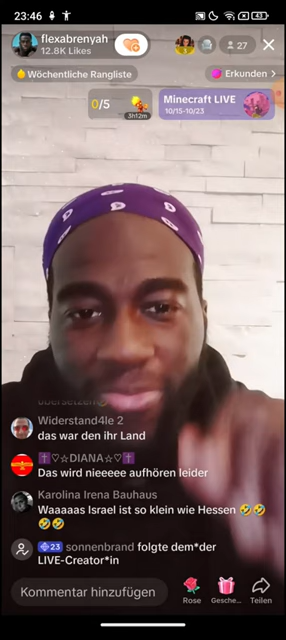 23:46
43
flexabrenyah
12.8K Likes
27
Wöchentliche Rangliste
Erkunden >
0/5
3h12m
Minecraft LIVE
10/15-10/23
übersetzen
Widerstand4le 2
das war den ihr Land
✝️♡☆DIANA☆♡✝️
Das wird nieeeee aufhören leider
Karolina Irena Bauhaus
Waaaaas Israel ist so klein wie Hessen 🤣🤣
🤣🤣
23 sonnenbrand folgte dem*der
LIVE-Creator*in
Kommentar hinzufügen
Rose
Gesche...
Teilen